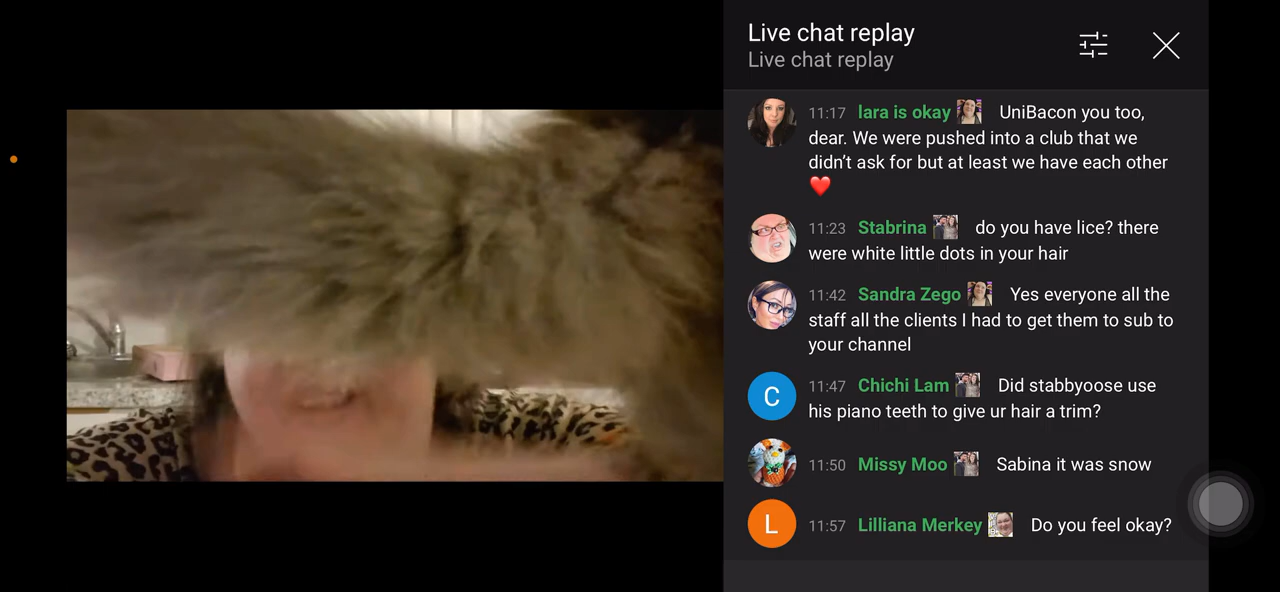 Live chat replay
Live chat replay
11:17 lara is okay UniBacon you too,
dear. We were pushed into a club that we
didn't ask for but at least we have each other
❤️
11:23 Stabrina do you have lice? there
were white little dots in your hair
11:42 Sandra Zego Yes everyone all the
staff all the clients I had to get them to sub to
your channel
C
11:47 Chichi Lam Did stabbyoose use
his piano teeth to give ur hair a trim?
11:50 Missy Moo Sabina it was snow
L
11:57 Lilliana Merkey Do you feel okay?